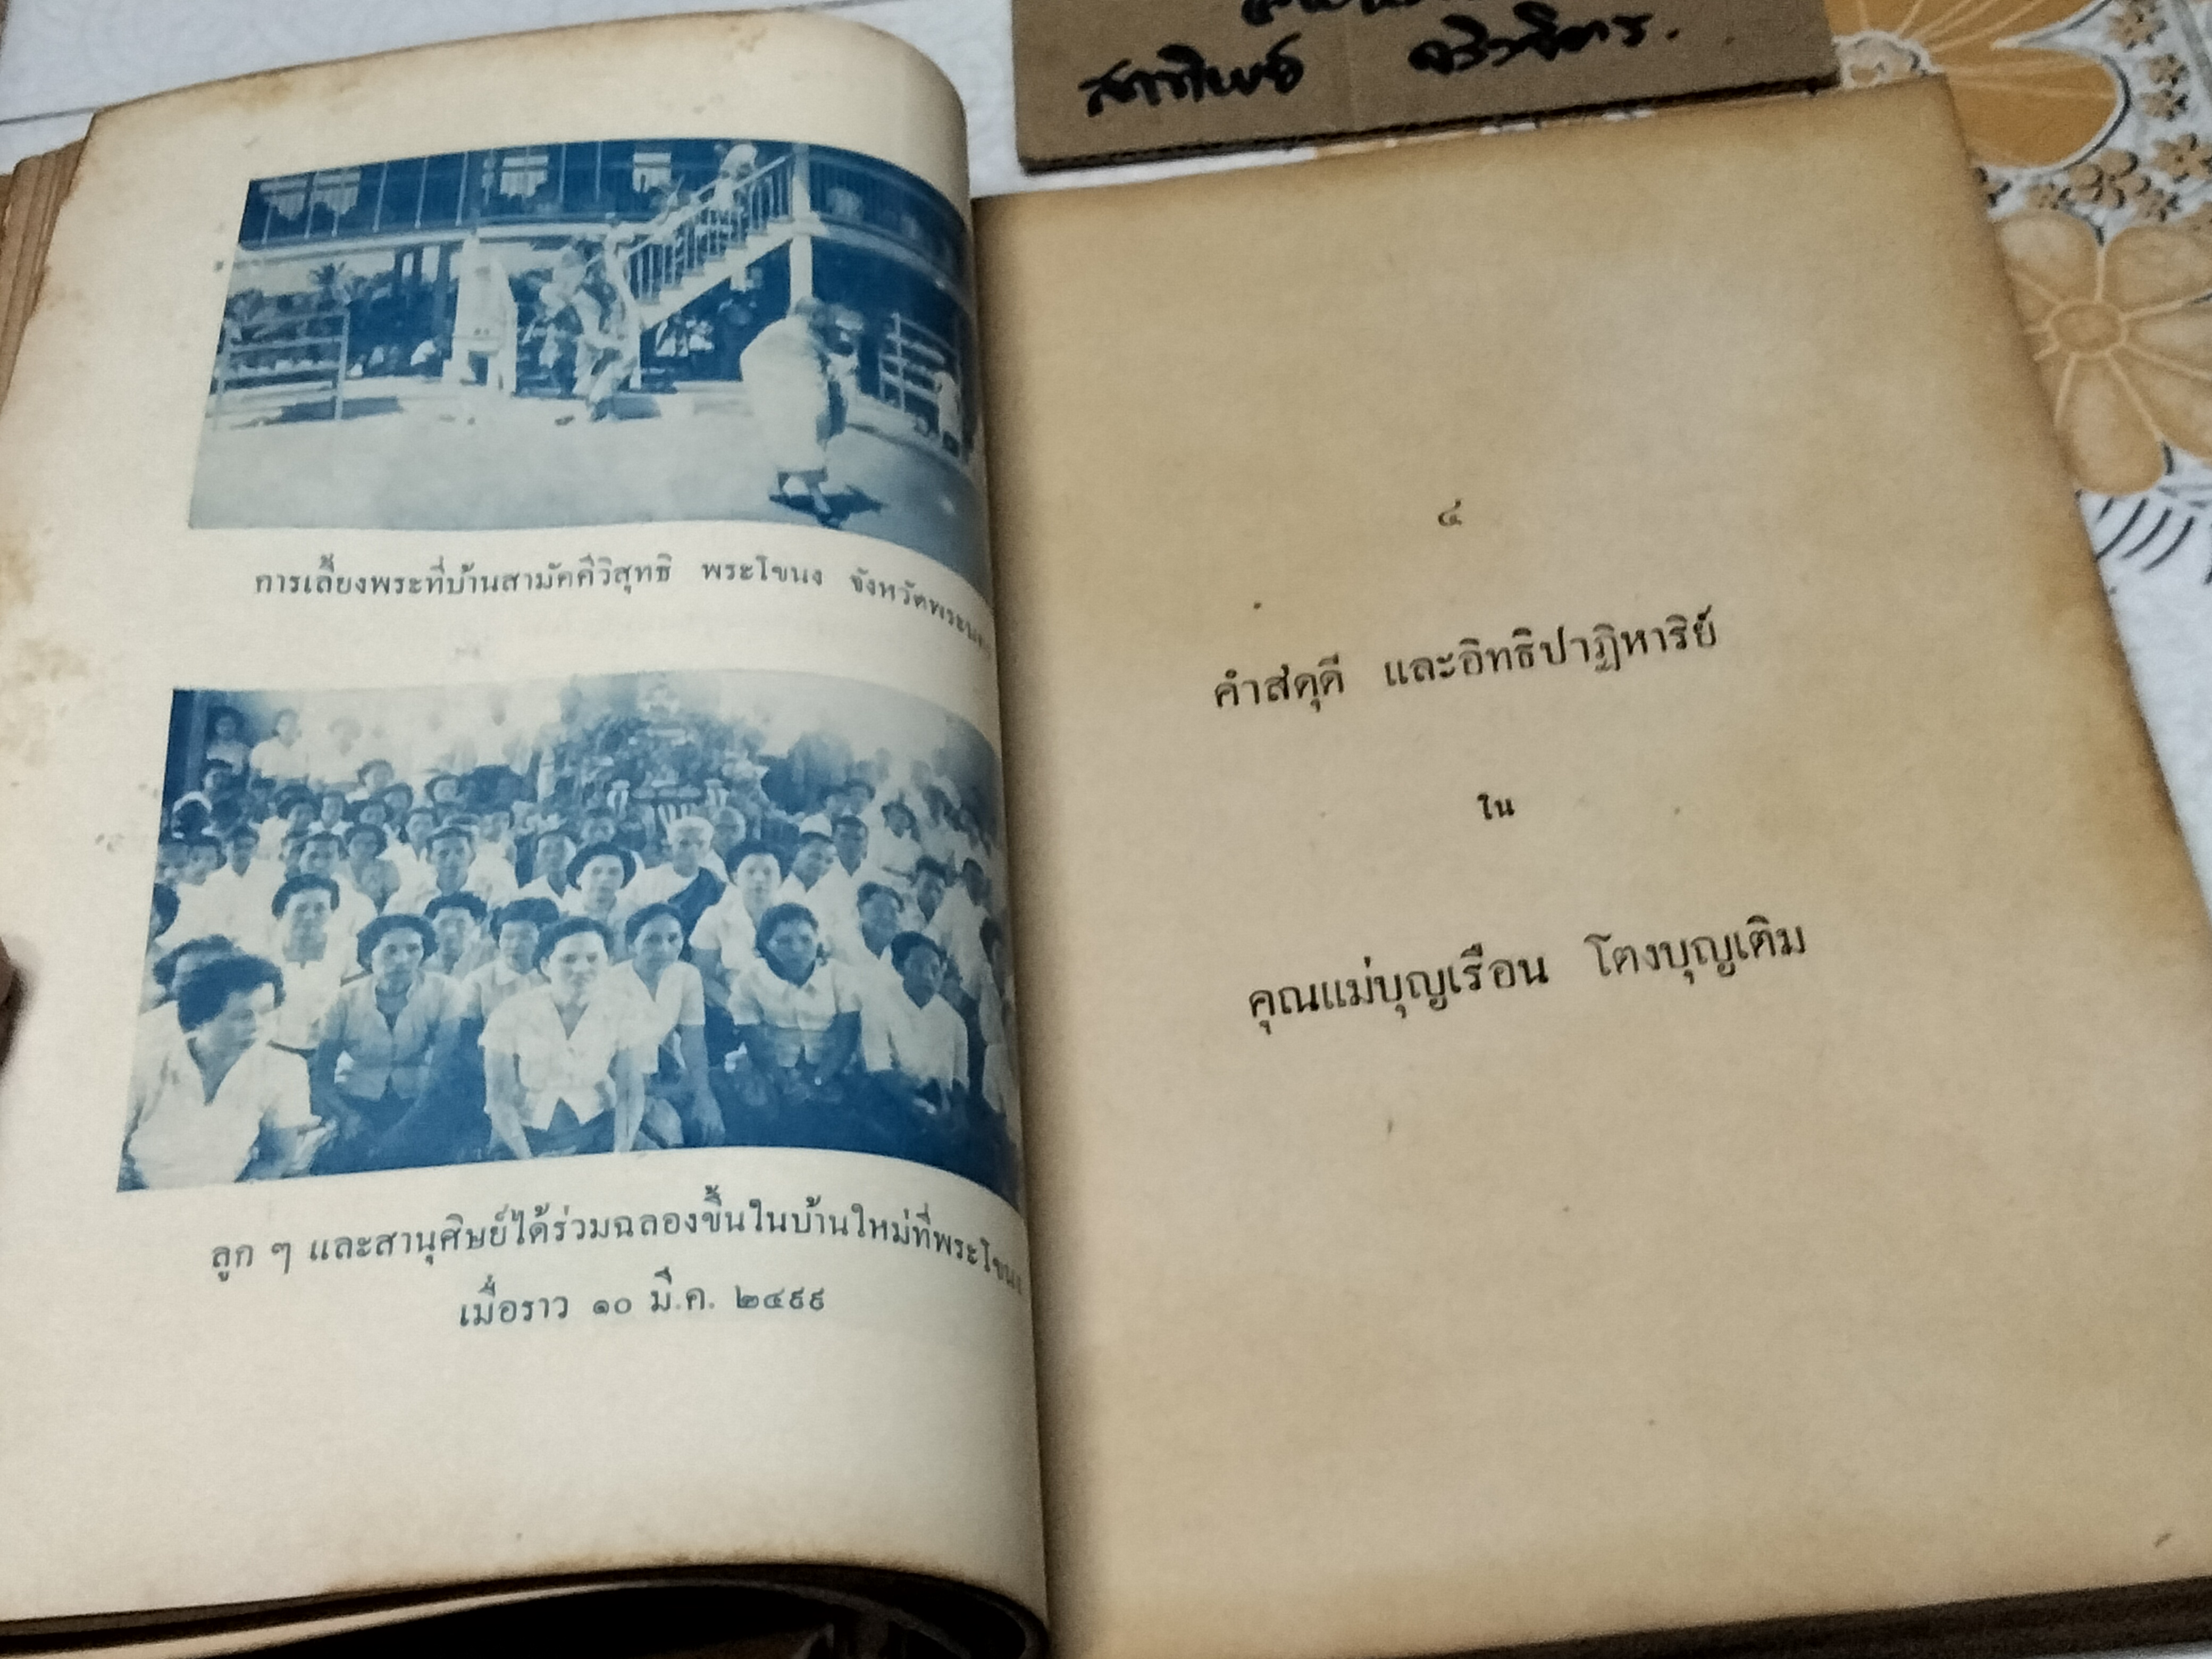 การเลี้ยงพระที่บ้านสามัคคีวิสุทธิ พระโขนง จังหวัดพระนคร
ลูก ๆ และสานุศิษย์ได้ร่วมฉลองขึ้นในบ้านใหม่ที่พระโขนง
เมื่อราว ๑๐ มี.ค. ๒๔๙๙
๔
คำสดุดี และอิทธิปาฏิหาริย์
ใน
คุณแม่บุญเรือน โตงบุญเติม